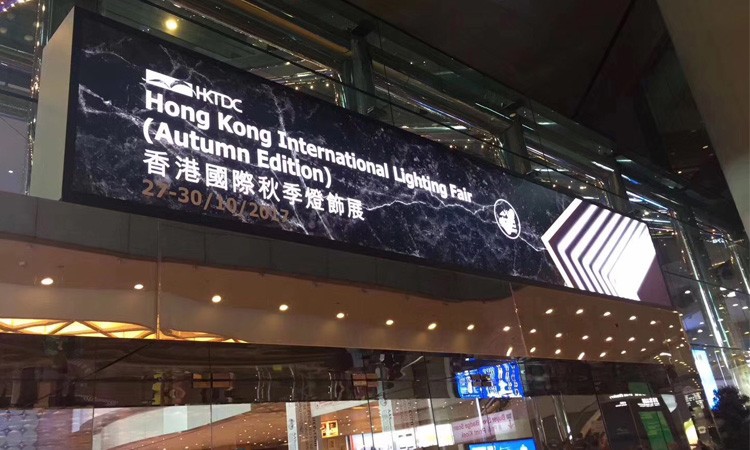 HKTDC
Hong Kong International Lighting Fair
(Autumn Edition)
香港國際秋季燈飾展
27-30/10/2017